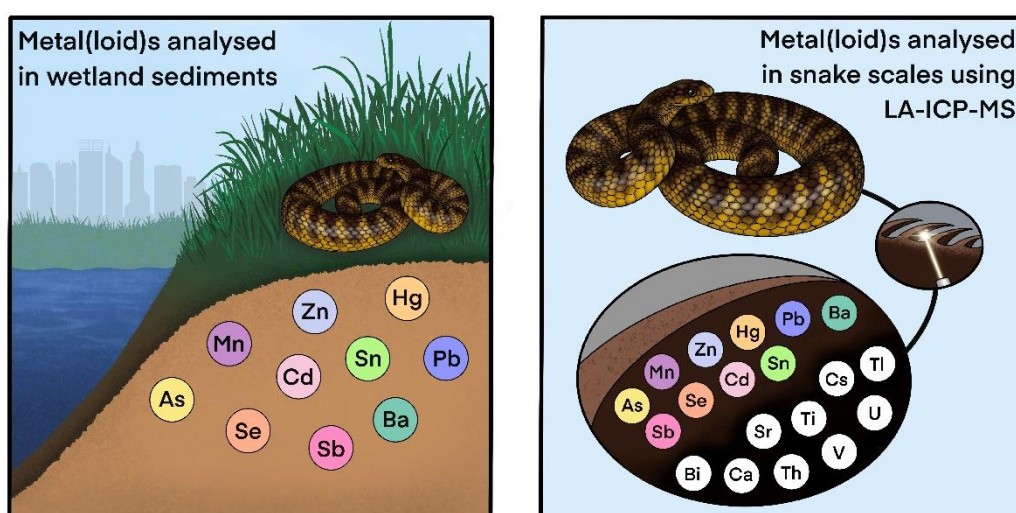 Metal(loid)s analysed
in wetland sediments
Hg
Zn
Mn
Sn
Pb
Cd
As
Ba
Se
Sb
Metal(loid)s analysed
in snake scales using
LA-ICP-MS
Ba
Pb
Hg
Zn
Sn
Mn
Cd
Tl
Cs
As
Se
Sb
U
Ti
Sr
V
Bi
Ca
Th